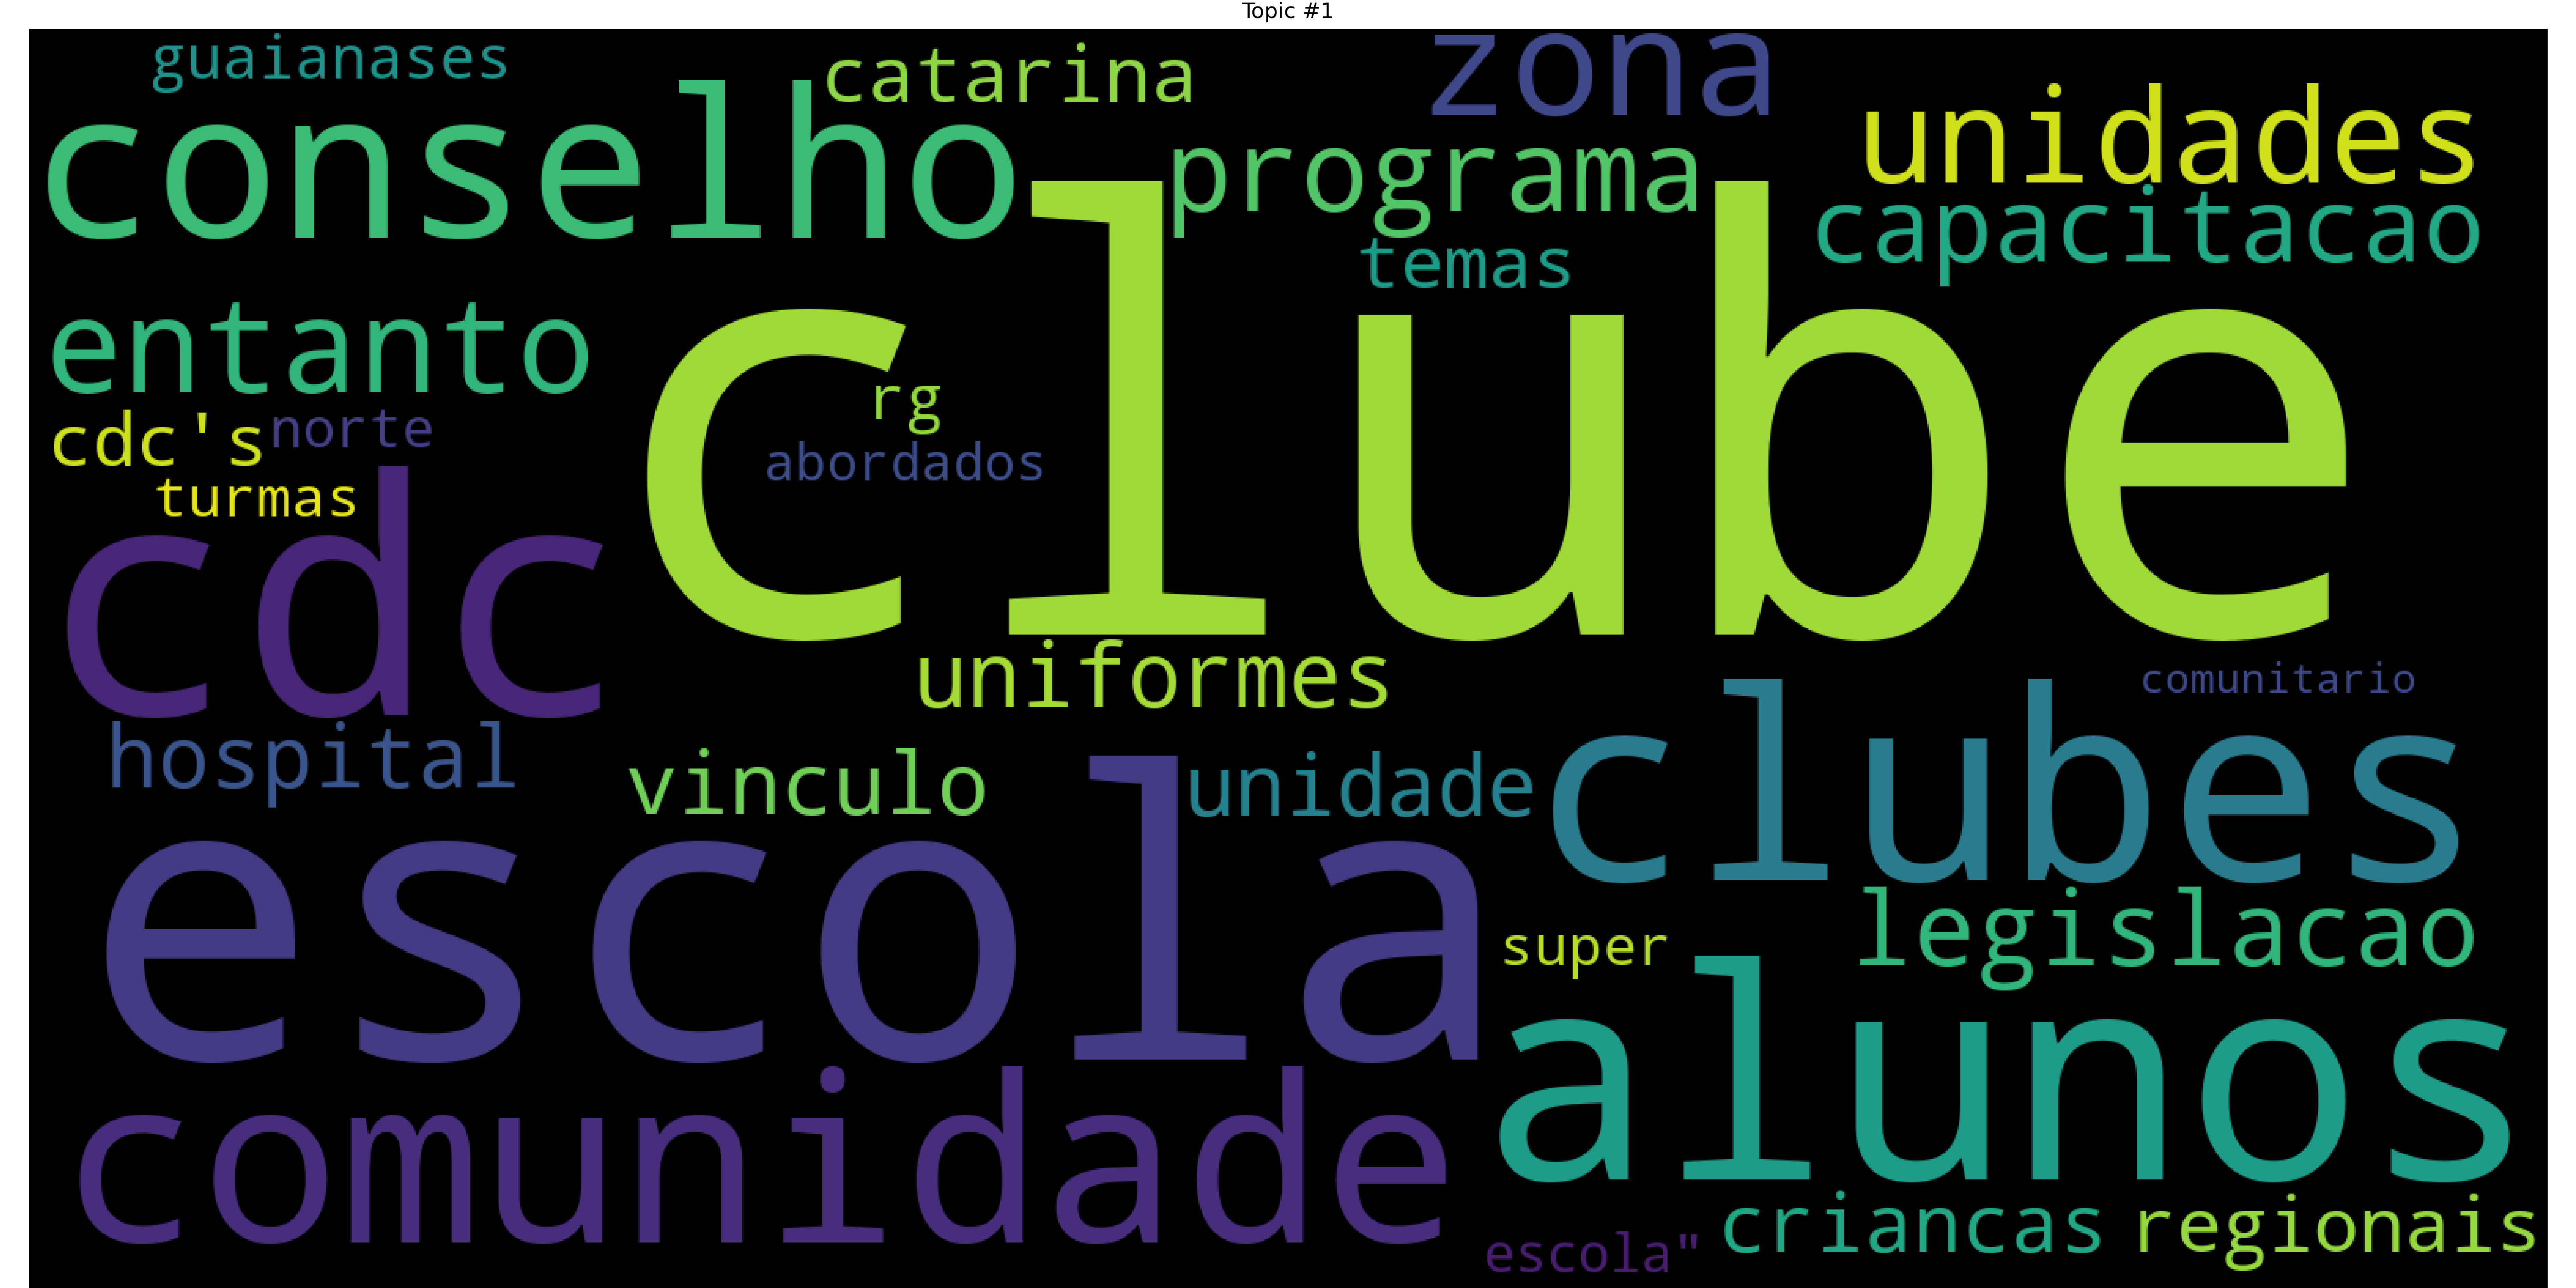 Topic #1
guaianases
catarina
zona
conselho
programa
unidades
capacitacao
temas
entanto
clube
rg
cdc's
norte
abordados
turmas
cdc
uniformes
comunitario
hospital
vinculo
unidade
clubes
escola
super
legislacao
alunos
comunidade
criancas
regionais
escola"